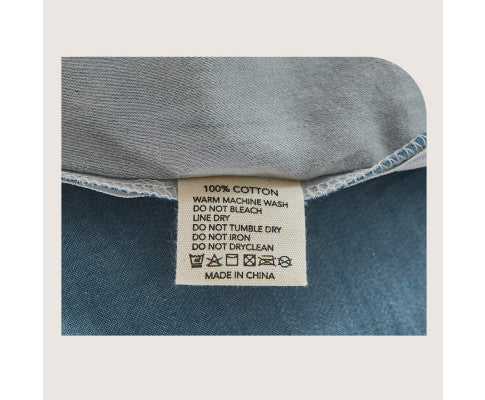 100% COTTON
WARM MACHINE WASH
DO NOT BLEACH
LINE DRY
DO NOT TUMBLE DRY
DO NOT IRON
DO NOT DRYCLEAN
MADE IN CHINA